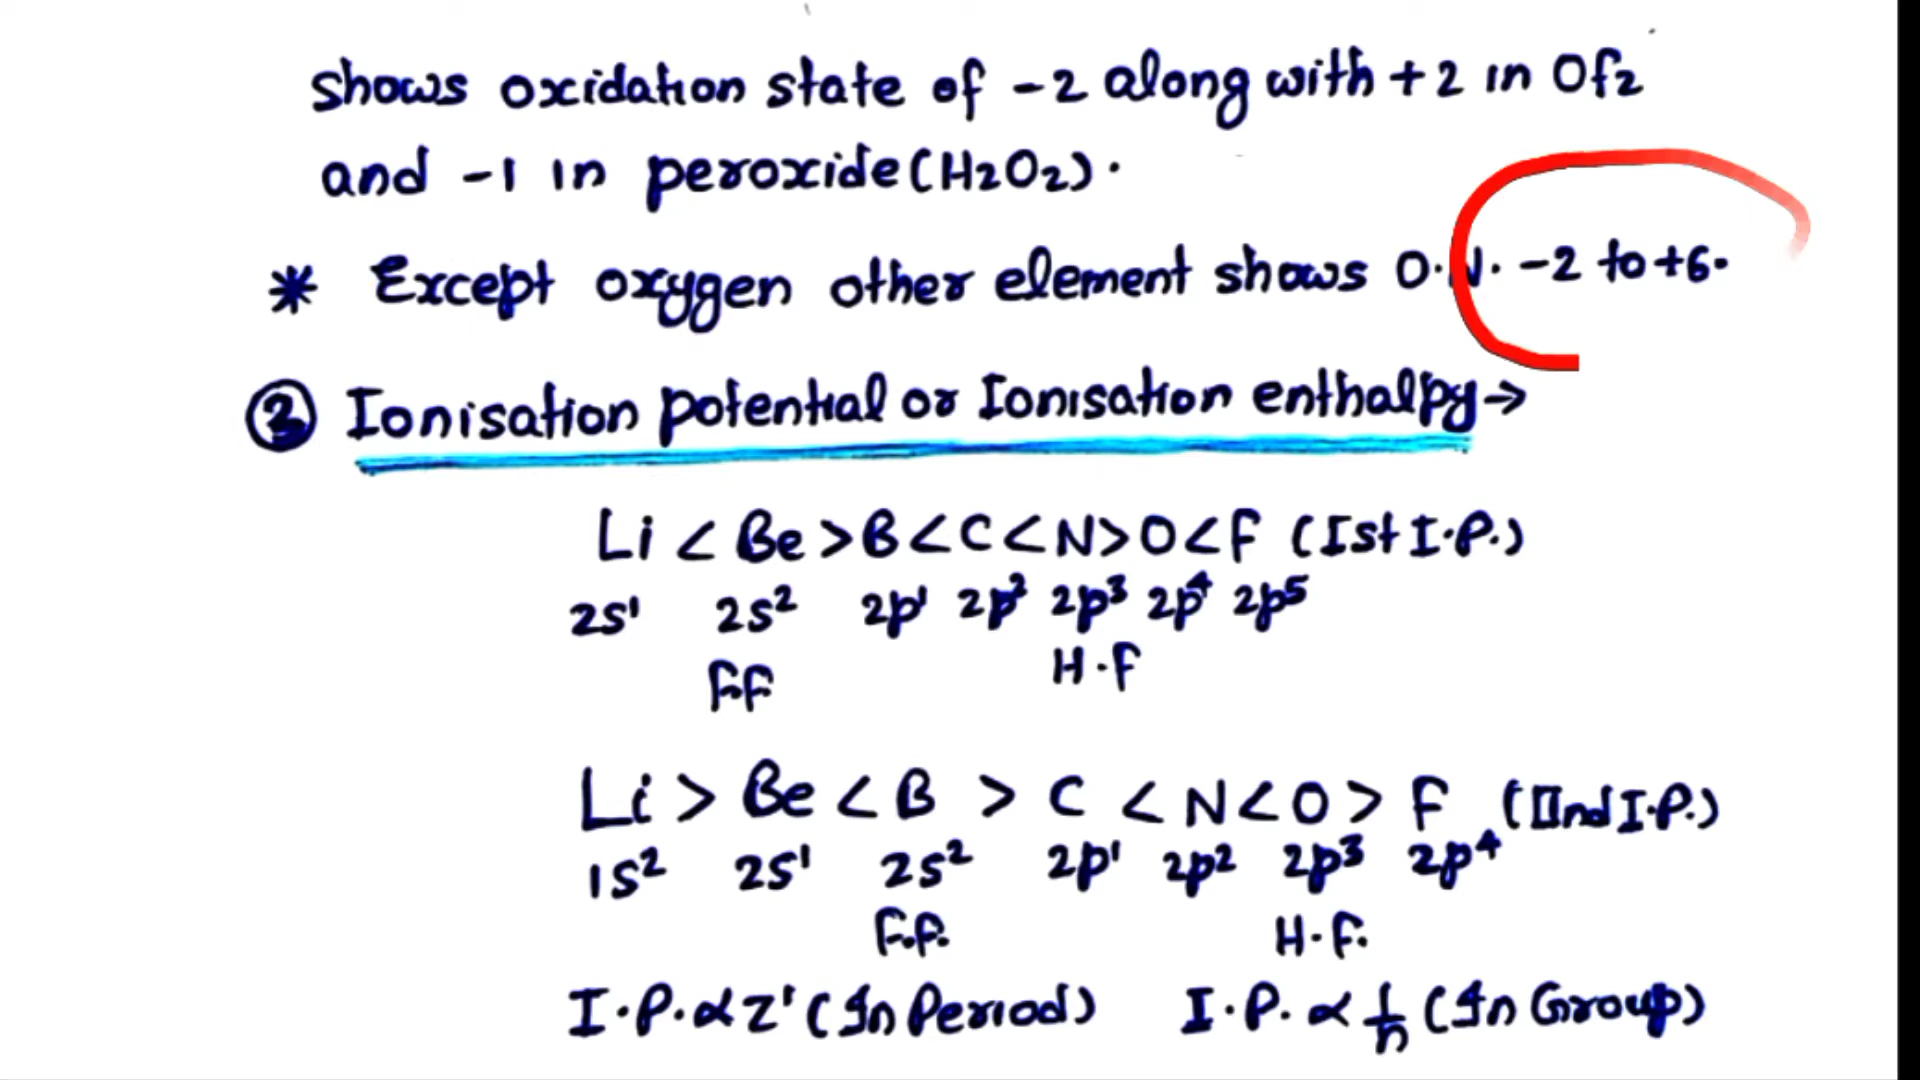 shows oxidation state of -2 along with +2 in Of2
and -1 in peroxide(H2O2).
* Except oxygen other element shows O.N. -2 to +6.
② Ionisation potential or Ionisation enthalpy→
Li < Be > B < C < N > O < F (Ist I.P.)
2s¹ 2s² 2p¹ 2p² 2p³ 2p⁴ 2p⁵
F.F H.F
Li > Be < B > C < N < O > F (IInd I.P.)
1s² 2s¹ 2s² 2p¹ 2p² 2p³ 2p⁴
F.F. H.F.
I.P. ∝ Z' (In Period) I.P. ∝ 1/n (In Group)